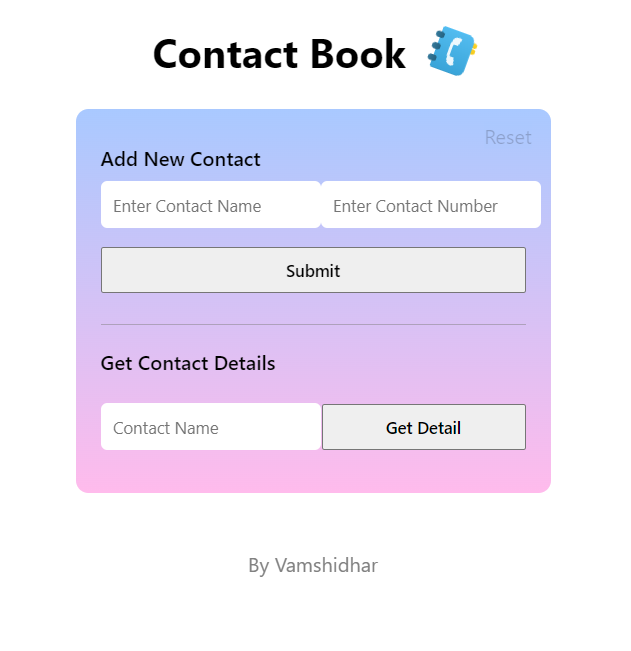 Contact Book
Reset
Add New Contact
Enter Contact Name Enter Contact Number
Submit
Get Contact Details
Contact Name Get Detail
By Vamshidhar